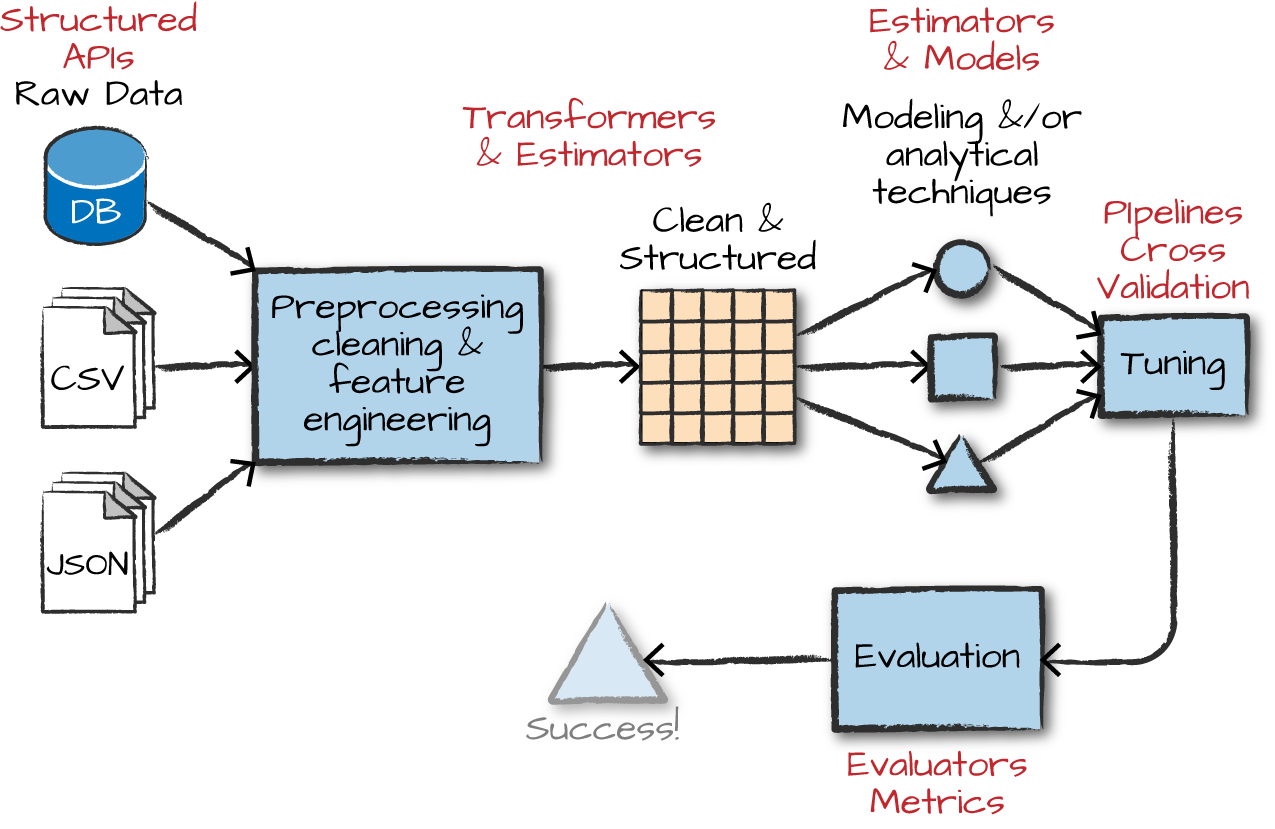 Structured
APIs
Raw Data
DB
CSV
JSON
Preprocessing
cleaning &
feature
engineering
Transformers
& Estimators
Clean &
Structured
Estimators
& Models
Modeling &/or
analytical
techniques
PIpelines
Cross
Validation
Tuning
Evaluation
Evaluators
Metrics
Success!